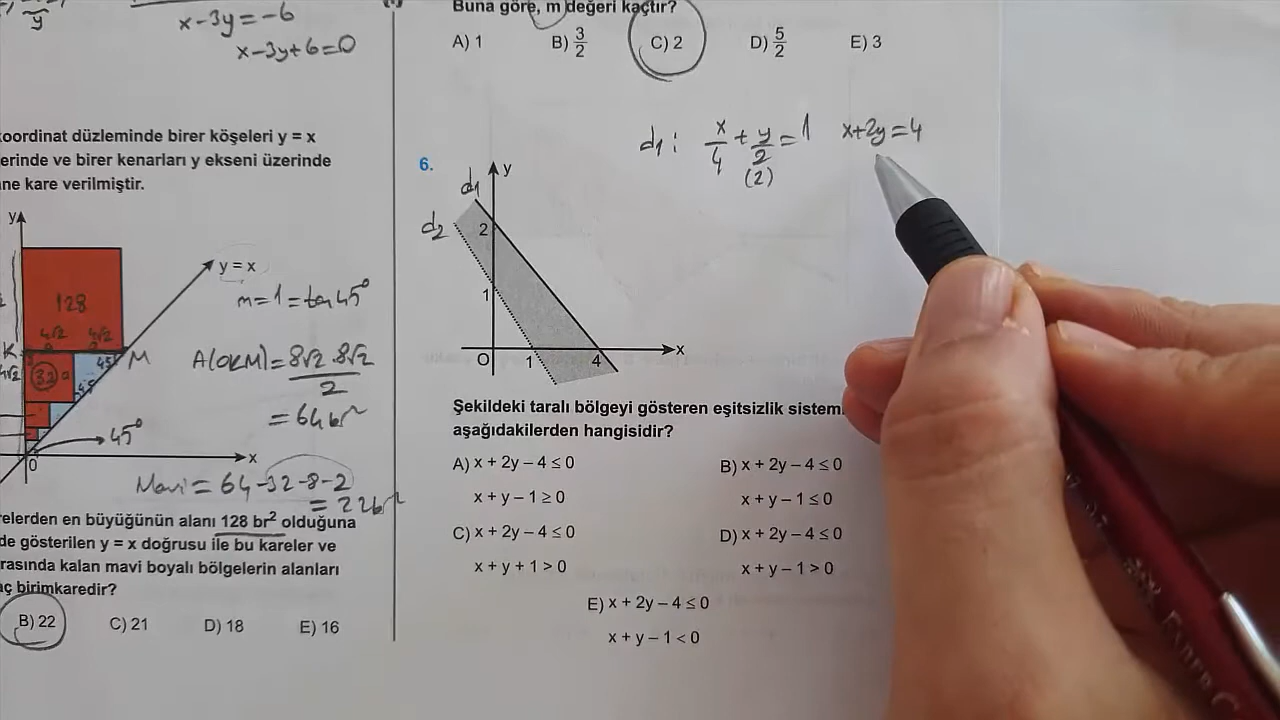 x-3y=-6
x-3y+6=0
koordinat düzleminde birer köşeleri y = x
erinde ve birer kenarları y ekseni üzerinde
ane kare verilmiştir.
y
y = x
128
4√2 4√2
K
M
32
45°
x
0
m=1=tan45°
A(OKM)=8√2.8√2
2
=64br²
Mavi=64-32-8-2
=22br²
relerden en büyüğünün alanı 128 br² olduğuna
de gösterilen y = x doğrusu ile bu kareler ve
rasında kalan mavi boyalı bölgelerin alanları
aç birimkaredir?
B) 22 C) 21 D) 18 E) 16
Buna göre, m değeri kaçtır?
A) 1 B) 3/2 C) 2 D) 5/2 E) 3
d1: x/4 + y/2 = 1 x+2y=4
(2)
6.
y
d1
d2
2
1
O 1 4 x
Şekildeki taralı bölgeyi gösteren eşitsizlik sistemi
aşağıdakilerden hangisidir?
A) x + 2y – 4 ≤ 0
x + y – 1 ≥ 0
B) x + 2y – 4 ≤ 0
x + y – 1 ≤ 0
C) x + 2y – 4 ≤ 0
x + y + 1 > 0
D) x + 2y – 4 ≤ 0
x + y – 1 > 0
E) x + 2y – 4 ≤ 0
x + y – 1 < 0